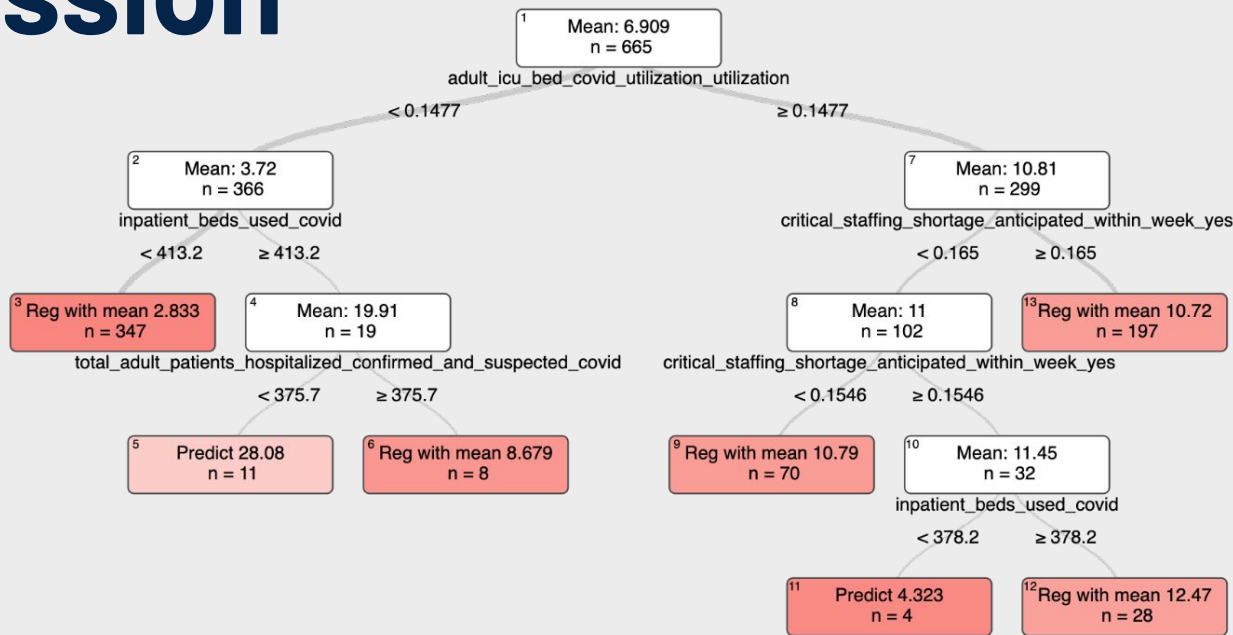 ssion
1
Mean: 6.909
n = 665
adult_icu_bed_covid_utilization_utilization
< 0.1477
≥ 0.1477
2
Mean: 3.72
n = 366
inpatient_beds_used_covid
< 413.2
≥ 413.2
7
Mean: 10.81
n = 299
critical_staffing_shortage_anticipated_within_week_yes
< 0.165
≥ 0.165
3
Reg with mean 2.833
n = 347
4
Mean: 19.91
n = 19
total_adult_patients_hospitalized_confirmed_and_suspected_covid
< 375.7
≥ 375.7
8
Mean: 11
n = 102
critical_staffing_shortage_anticipated_within_week_yes
< 0.1546
≥ 0.1546
13
Reg with mean 10.72
n = 197
5
Predict 28.08
n = 11
6
Reg with mean 8.679
n = 8
9
Reg with mean 10.79
n = 70
10
Mean: 11.45
n = 32
inpatient_beds_used_covid
< 378.2
≥ 378.2
11
Predict 4.323
n = 4
12
Reg with mean 12.47
n = 28